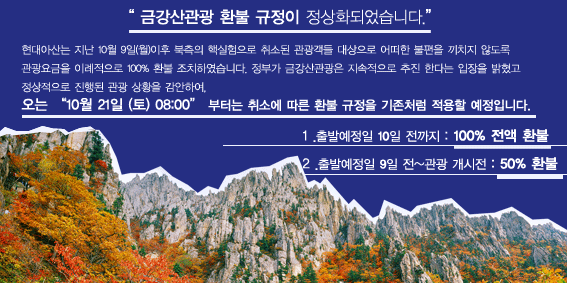 “ 금강산관광 환불 규정이 정상화되었습니다.”
현대아산는 지난 10월 9일(월)이후 북측의 핵실험으로 취소된 관광객들 대상으로 어떠한 불편을 끼치지 않도록
관광요금을 이례적으로 100% 환불 조치하였습니다. 정부가 금강산관광은 지속적으로 추진 한다는 입장을 밝혔고
정상적으로 진행된 관광 상황을 감안하여,
오는 “10월 21일 (토) 08:00” 부터는 취소에 따른 환불 규정을 기존처럼 적용할 예정입니다.
1 .출발예정일 10일 전까지 : 100% 전액 환불
2 .출발예정일 9일 전~관광 개시전 : 50% 환불